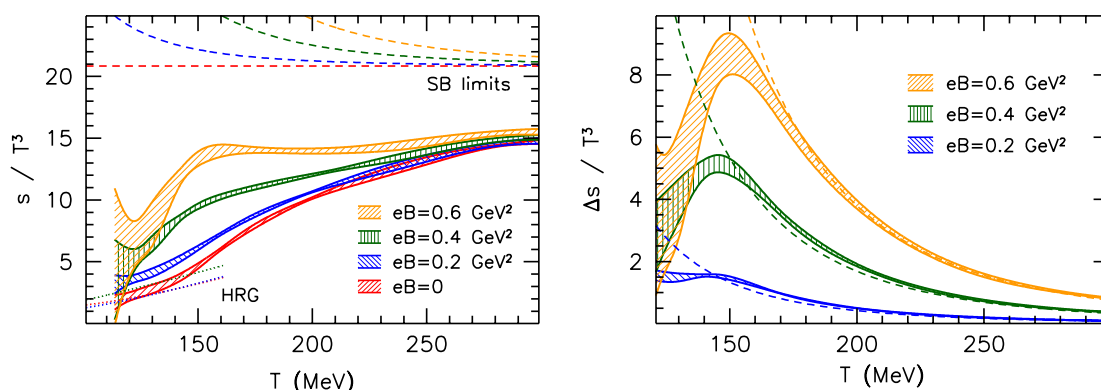 20
15
10
5
s / T³
SB limits
eB=0.6 GeV²
eB=0.4 GeV²
eB=0.2 GeV²
eB=0
HRG
150
200
250
T (MeV)
8
6
4
2
Δs / T³
eB=0.6 GeV²
eB=0.4 GeV²
eB=0.2 GeV²
150
200
250
T (MeV)